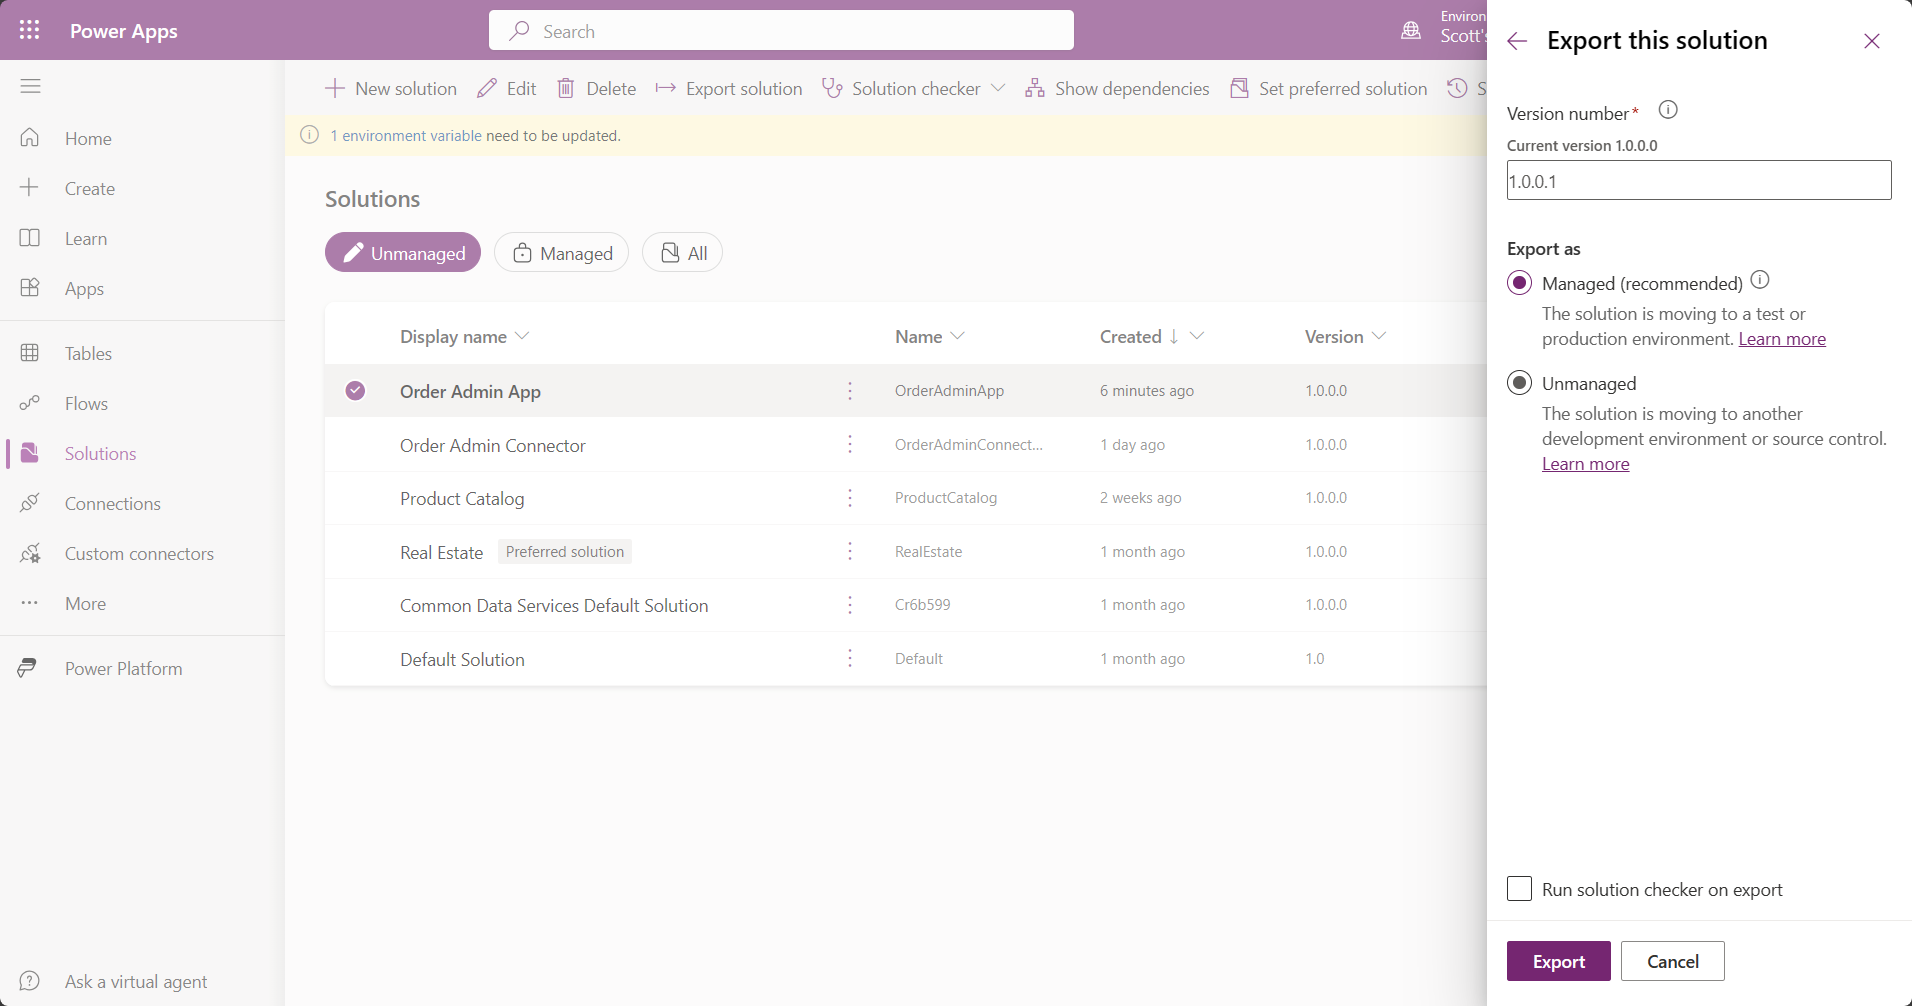 Power Apps
Search
Environ
Scott's
New solution
Edit
Delete
Export solution
Solution checker
Show dependencies
Set preferred solution
S
1 environment variable need to be updated.
Home
Create
Learn
Apps
Tables
Flows
Solutions
Connections
Custom connectors
More
Power Platform
Ask a virtual agent
Solutions
Unmanaged
Managed
All
Display name
Name
Created
Version
Order Admin App
OrderAdminApp
6 minutes ago
1.0.0.0
Order Admin Connector
OrderAdminConnect...
1 day ago
1.0.0.0
Product Catalog
ProductCatalog
2 weeks ago
1.0.0.0
Real Estate
Preferred solution
RealEstate
1 month ago
1.0.0.0
Common Data Services Default Solution
Cr6b599
1 month ago
1.0.0.0
Default Solution
Default
1 month ago
1.0
Export this solution
Version number*
Current version 1.0.0.0
1.0.0.1
Export as
Managed (recommended)
The solution is moving to a test or
production environment. Learn more
Unmanaged
The solution is moving to another
development environment or source control.
Learn more
Run solution checker on export
Export
Cancel